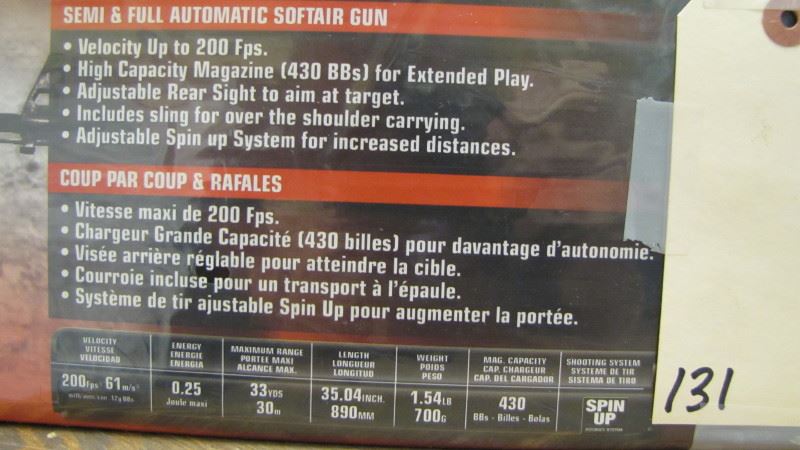 SEMI & FULL AUTOMATIC SOFTAIR GUN
• Velocity Up to 200 Fps.
• High Capacity Magazine (430 BBs) for Extended Play.
• Adjustable Rear Sight to aim at target.
• Includes sling for over the shoulder carrying.
• Adjustable Spin up System for increased distances.
COUP PAR COUP & RAFALES
• Vitesse maxi de 200 Fps.
• Chargeur Grande Capacité (430 billes) pour davantage d'autonomie.
• Visée arrière réglable pour atteindre la cible.
• Courroie incluse pour un transport à l'épaule.
• Système de tir ajustable Spin Up pour augmenter la portée.
VELOCITY
VITESSE
VELOCIDAD
200fps 61m/s
ENERGY
ENERGIE
ENERGIA
0.25
Joule maxi
MAXIMUM RANGE
PORTEE MAXI
ALCANCE MAX.
33YDS
30m
LENGTH
LONGUEUR
LONGITUD
35.04INCH.
890MM
WEIGHT
POIDS
PESO
1.54LB
700G
MAG. CAPACITY
CAP. CHARGEUR
CAP. DEL CARGADOR
430
BBs - Billes - Bolas
SHOOTING SYSTEM
SYSTEME DE TIR
SISTEMA DE TIRO
SPIN
UP
131